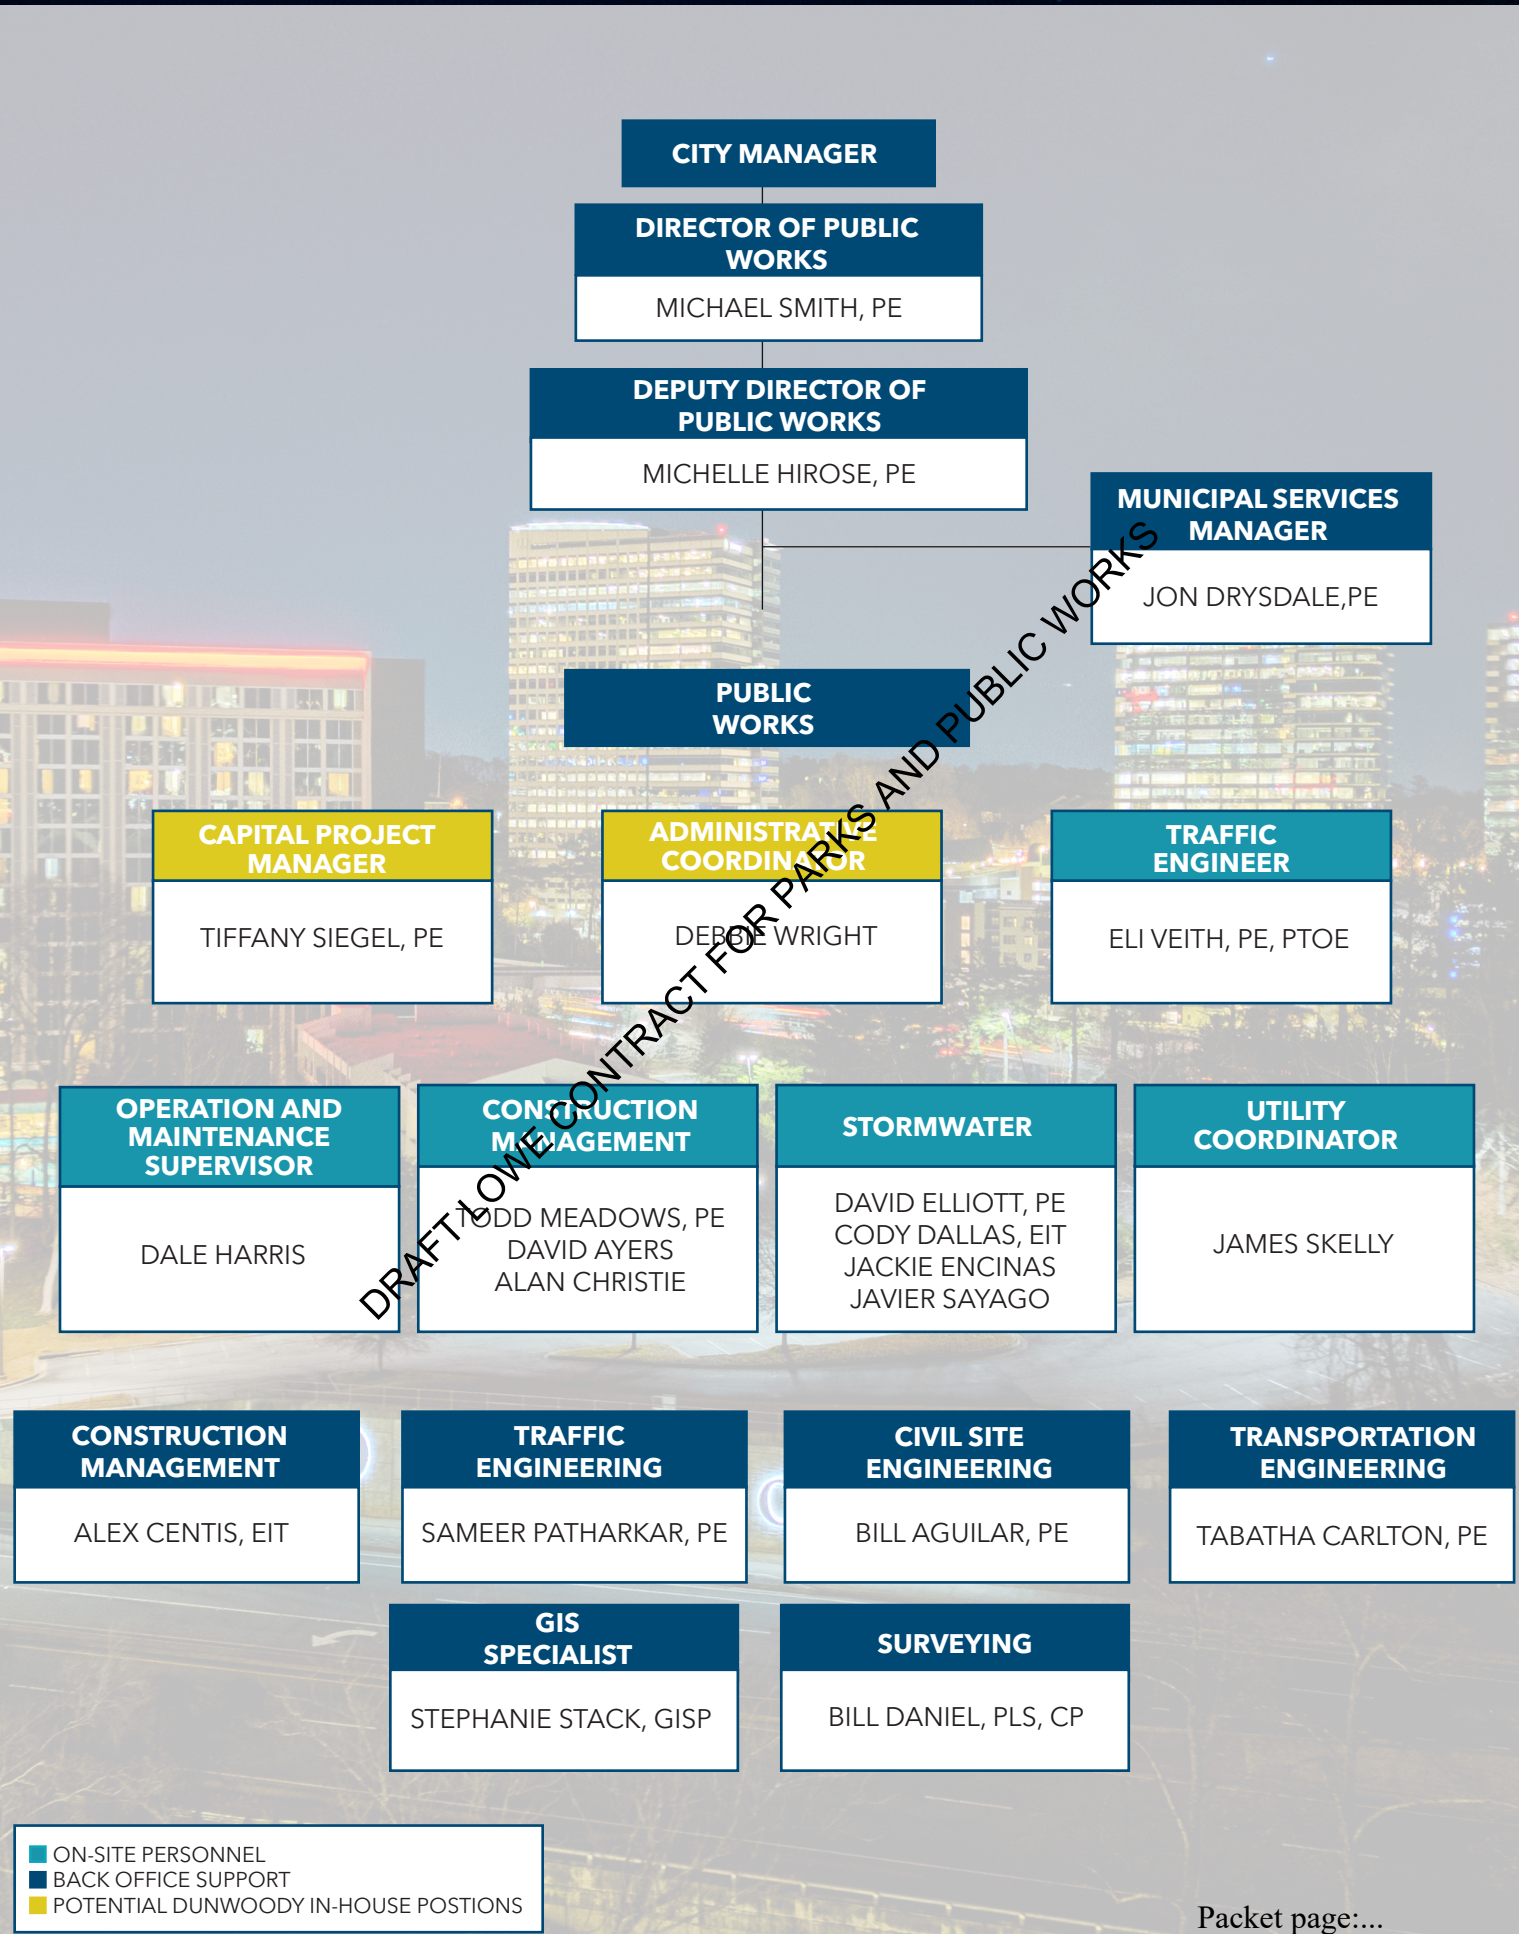 CITY MANAGER
DIRECTOR OF PUBLIC
WORKS
MICHAEL SMITH, PE
DEPUTY DIRECTOR OF
PUBLIC WORKS
MICHELLE HIROSE, PE
MUNICIPAL SERVICES
MANAGER
JON DRYSDALE,PE
PUBLIC
WORKS
CAPITAL PROJECT
MANAGER
TIFFANY SIEGEL, PE
ADMINISTRATIVE
COORDINATOR
DEBBIE WRIGHT
TRAFFIC
ENGINEER
ELI VEITH, PE, PTOE
DRAFT LOWE CONTRACT FOR PARKS AND PUBLIC WORKS
OPERATION AND
MAINTENANCE
SUPERVISOR
DALE HARRIS
CONSTRUCTION
MANAGEMENT
TODD MEADOWS, PE
DAVID AYERS
ALAN CHRISTIE
STORMWATER
DAVID ELLIOTT, PE
CODY DALLAS, EIT
JACKIE ENCINAS
JAVIER SAYAGO
UTILITY
COORDINATOR
JAMES SKELLY
CONSTRUCTION
MANAGEMENT
ALEX CENTIS, EIT
TRAFFIC
ENGINEERING
SAMEER PATHARKAR, PE
CIVIL SITE
ENGINEERING
BILL AGUILAR, PE
TRANSPORTATION
ENGINEERING
TABATHA CARLTON, PE
GIS
SPECIALIST
STEPHANIE STACK, GISP
SURVEYING
BILL DANIEL, PLS, CP
ON-SITE PERSONNEL
BACK OFFICE SUPPORT
POTENTIAL DUNWOODY IN-HOUSE POSTIONS
Packet page:...